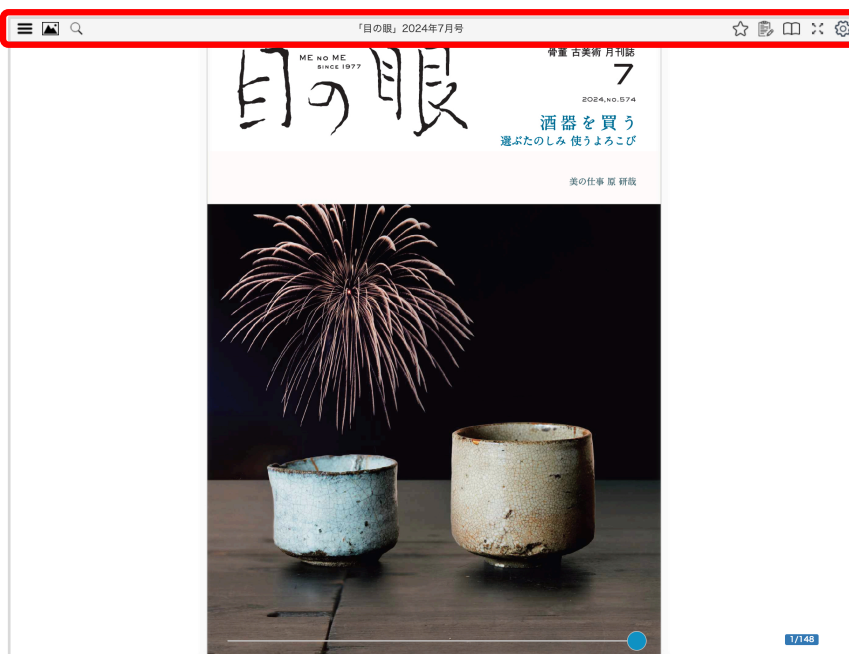 「目の眼」2024年7月号
目の眼
ME NO ME
SINCE 1977
骨董 古美術 月刊誌
7
2024,NO.574
酒器を買う
選ぶたのしみ 使うよろこび
美の仕事 原 研哉
1/148